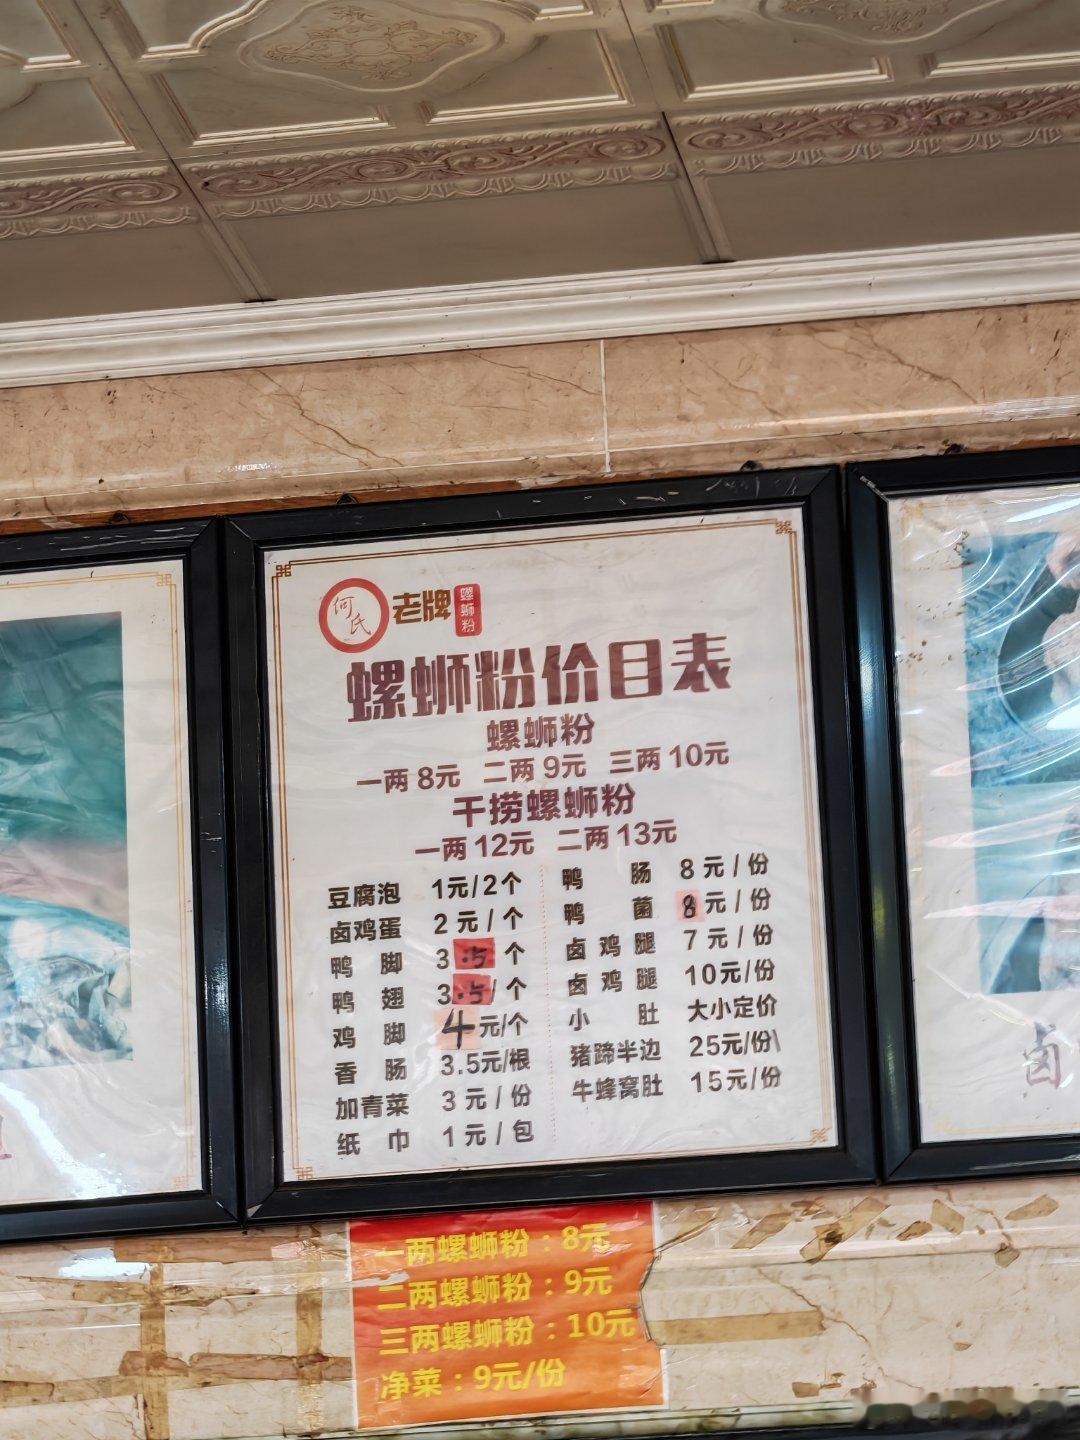 何氏
老牌
螺蛳粉
螺蛳粉价目表
螺蛳粉
一两 8元 二两 9元 三两 10元
干捞螺蛳粉
一两 12元 二两 13元
豆腐泡 1元/2个
卤鸡蛋 2元/个
鸭脚 3.5 个
鸭翅 3.5/个
鸡脚 4元/个
香肠 3.5元/根
加青菜 3元/份
纸巾 1元/包
鸭肠 8元/份
鸭菌 8元/份
卤鸡腿 7元/份
卤鸡腿 10元/份
小肚 大小定价
猪蹄半边 25元/份\
牛蜂窝肚 15元/份
卤
一两螺蛳粉：8元
二两螺蛳粉：9元
三两螺蛳粉：10元
净菜：9元/份